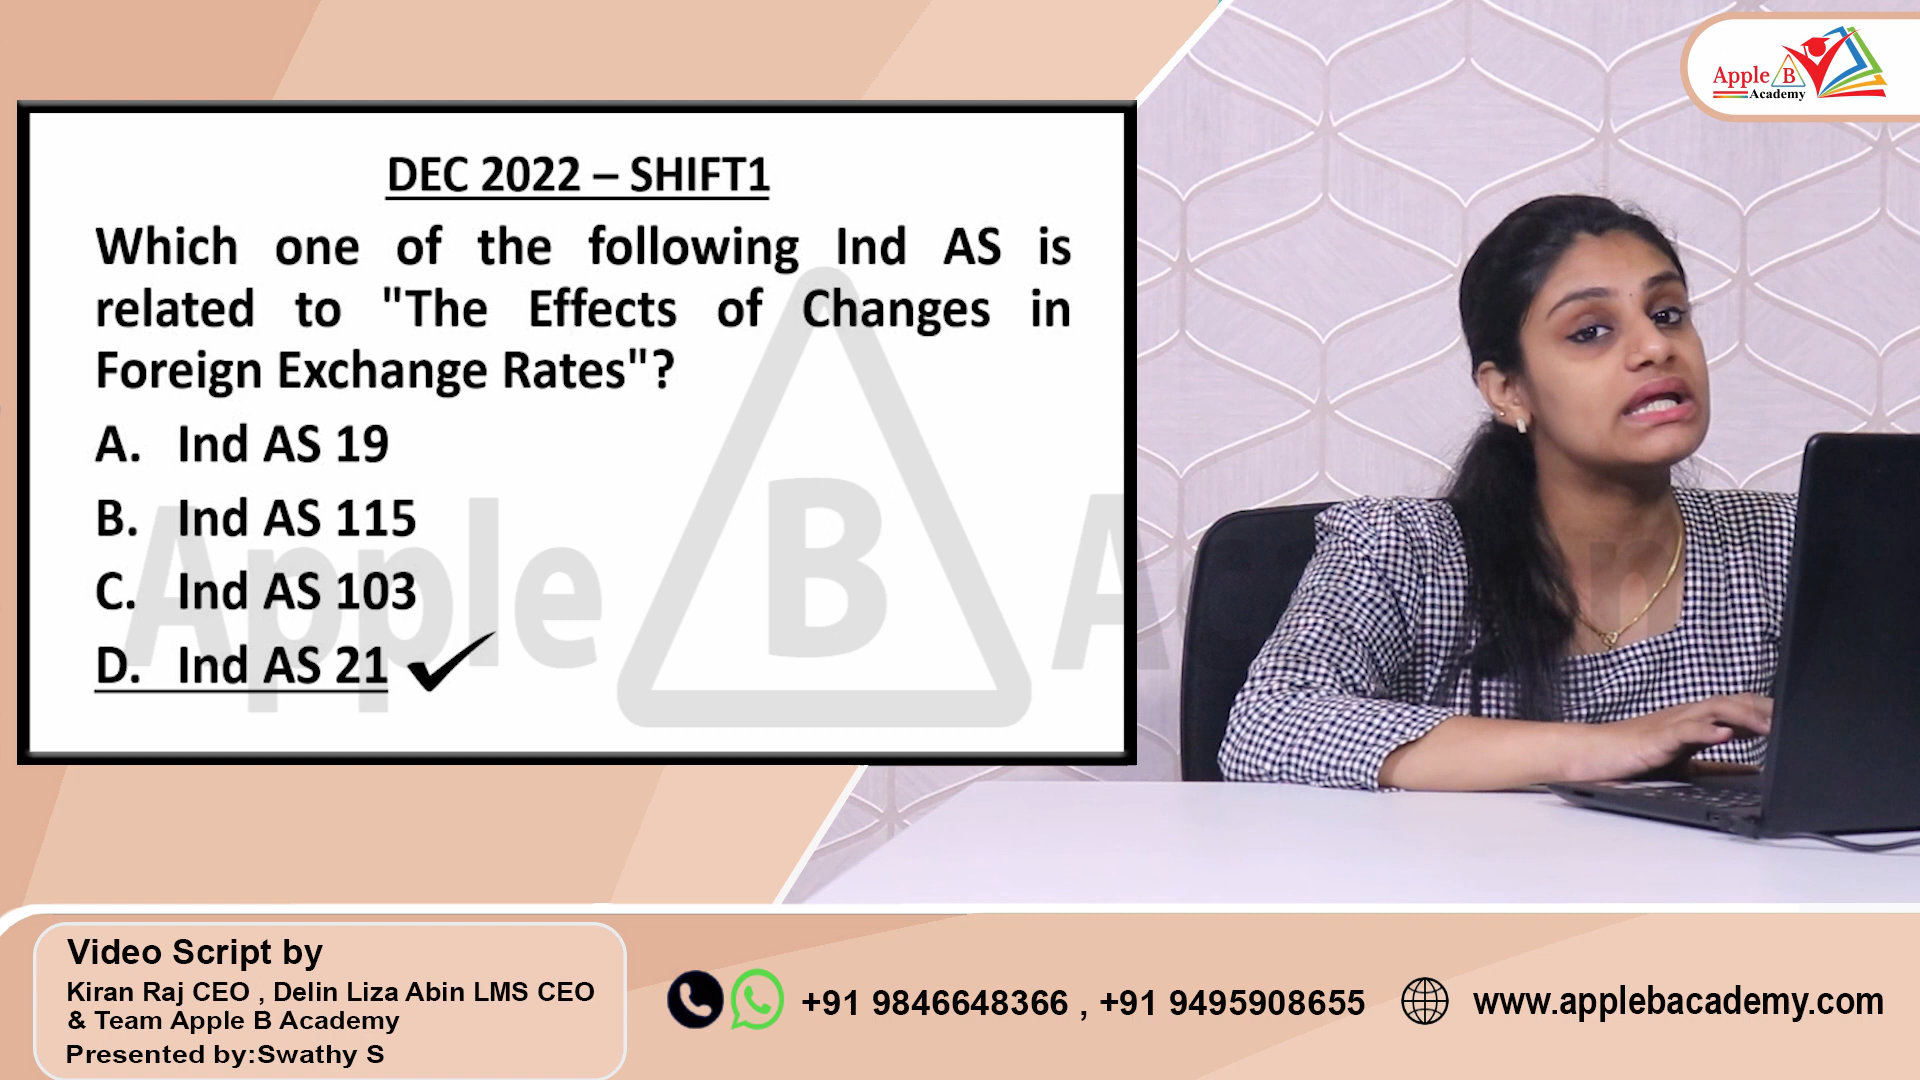 Apple B
Academy
DEC 2022 – SHIFT1
Which one of the following Ind AS is
related to "The Effects of Changes in
Foreign Exchange Rates"?
A. Ind AS 19
B. Ind AS 115
C. Ind AS 103
D. Ind AS 21
Apple B Academy
Video Script by
Kiran Raj CEO , Delin Liza Abin LMS CEO
& Team Apple B Academy
Presented by:Swathy S
+91 9846648366 , +91 9495908655
www.applebacademy.com